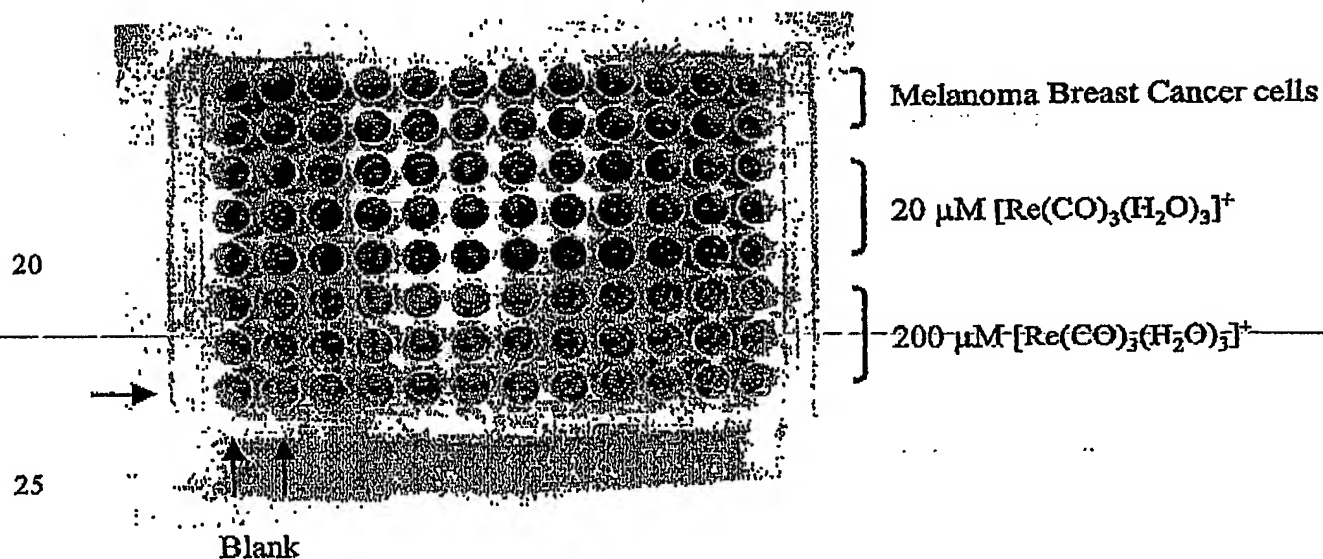 Melanoma Breast Cancer cells
20 μM [Re(CO)₃(H₂O)₃]⁺
20
200 μM [Re(CO)₃(H₂O)₃]⁺
25
Blank